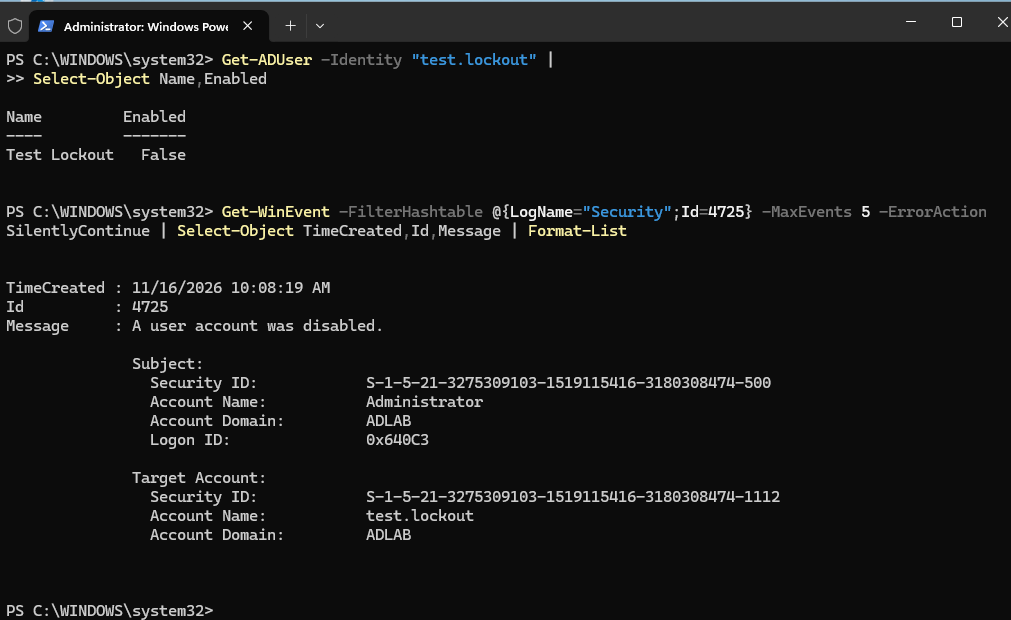 Administrator: Windows Powe
PS C:\WINDOWS\system32> Get-ADUser -Identity "test.lockout" |
>> Select-Object Name,Enabled
Name         Enabled
----         -------
Test Lockout   False
PS C:\WINDOWS\system32> Get-WinEvent -FilterHashtable @{LogName="Security";Id=4725} -MaxEvents 5 -ErrorAction
SilentlyContinue | Select-Object TimeCreated,Id,Message | Format-List
TimeCreated : 11/16/2026 10:08:19 AM
Id          : 4725
Message     : A user account was disabled.
Subject:
Security ID:            S-1-5-21-3275309103-1519115416-3180308474-500
Account Name:           Administrator
Account Domain:         ADLAB
Logon ID:               0x640C3
Target Account:
Security ID:            S-1-5-21-3275309103-1519115416-3180308474-1112
Account Name:           test.lockout
Account Domain:         ADLAB
PS C:\WINDOWS\system32>